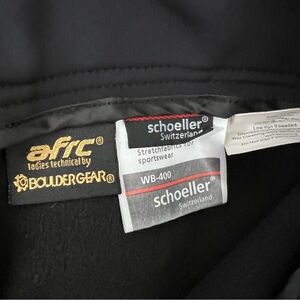 afrc®
ladies technical by
BOULDERGEAR®
schoeller®
Switzerland
Stretchfabrics for
sportswear
WB-400
schoeller®
Switzerland